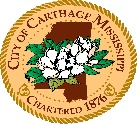 CITY OF CARTHAGE MISSISSIPPI
CHARTERED 1876